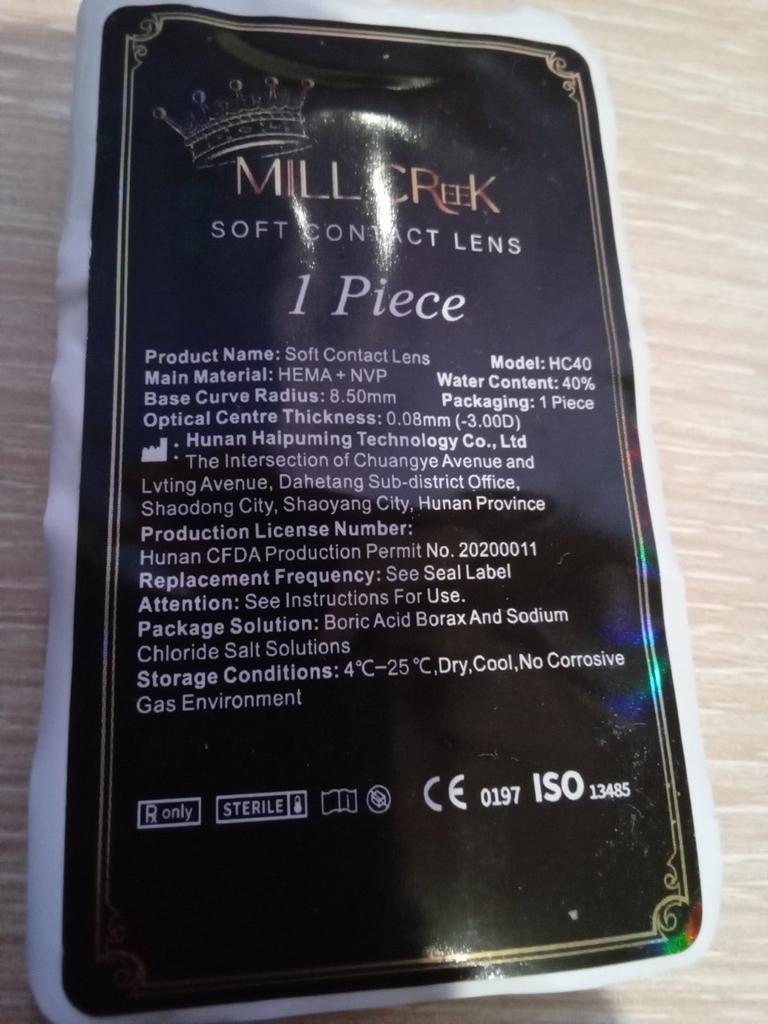 MILL CREEK
SOFT CONTACT LENS
1 Piece
Product Name: Soft Contact Lens
Model: HC40
Main Material: HEMA + NVP
Water Content: 40%
Base Curve Radius: 8.50mm
Packaging: 1 Piece
Optical Centre Thickness: 0.08mm (-3.00D)
Hunan Haipuming Technology Co., Ltd
The Intersection of Chuangye Avenue and
Lvting Avenue, Dahetang Sub-district Office,
Shaodong City, Shaoyang City, Hunan Province
Production License Number:
Hunan CFDA Production Permit No. 20200011
Replacement Frequency: See Seal Label
Attention: See Instructions For Use.
Package Solution: Boric Acid Borax And Sodium
Chloride Salt Solutions
Storage Conditions: 4℃-25℃,Dry,Cool,No Corrosive
Gas Environment
Rx only STERILE CE 0197 ISO 13485